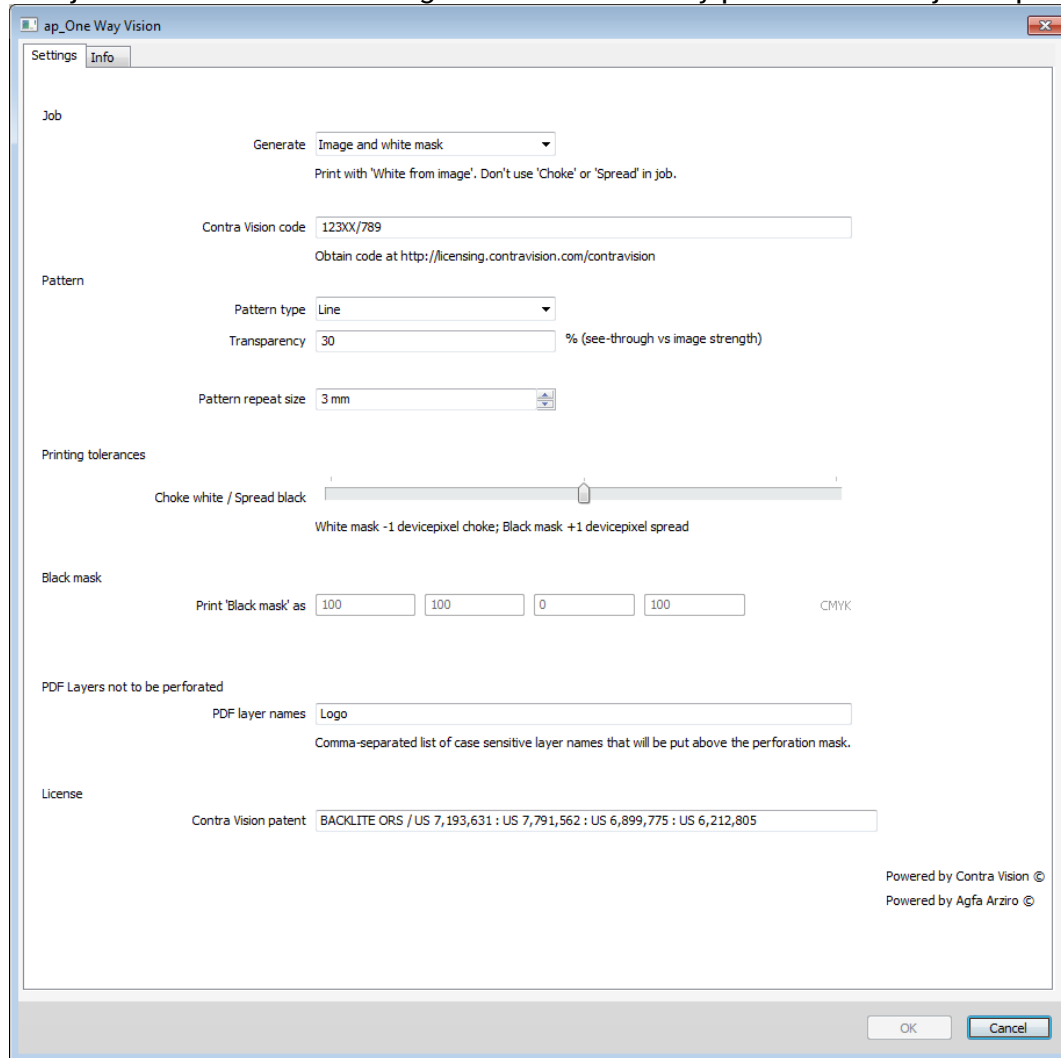 ap_One Way Vision
Settings Info
Job
Generate Image and white mask
Print with 'White from image'. Don't use 'Choke' or 'Spread' in job.
Contra Vision code 123XX/789
Obtain code at http://licensing.contravision.com/contravision
Pattern
Pattern type Line
Transparency 30 % (see-through vs image strength)
Pattern repeat size 3 mm
Printing tolerances
Choke white / Spread black
White mask -1 devicepixel choke; Black mask +1 devicepixel spread
Black mask
Print 'Black mask' as 100 100 0 100 CMYK
PDF Layers not to be perforated
PDF layer names Logo
Comma-separated list of case sensitive layer names that will be put above the perforation mask.
License
Contra Vision patent BACKLITE ORS / US 7,193,631 : US 7,791,562 : US 6,899,775 : US 6,212,805
Powered by Contra Vision ©
Powered by Agfa Arziro ©
OK Cancel